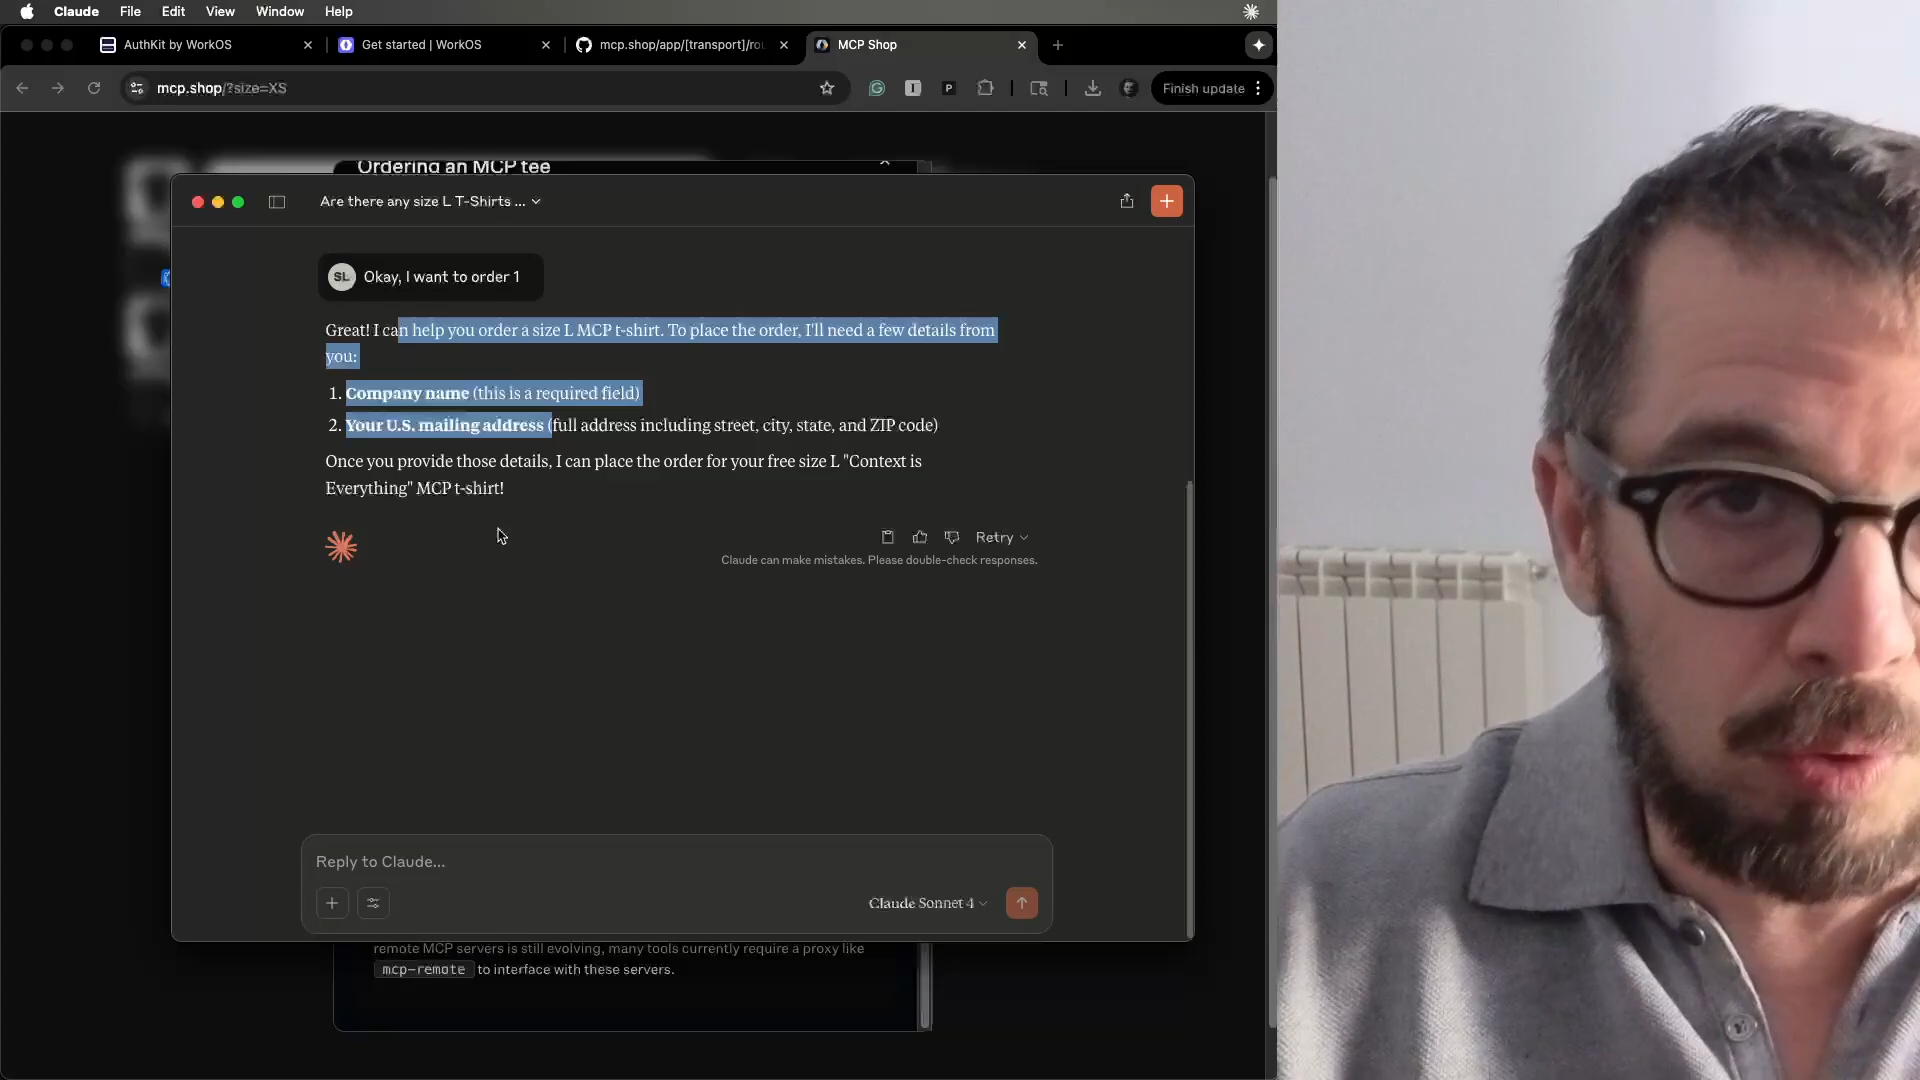 Claude File Edit View Window Help
AuthKit by WorkOS
Get started | WorkOS
mcp.shop/app/[transport]/rou
MCP Shop
mcp.shop/?size=XS
Finish update
Ordering an MCP tee
Are there any size L T-Shirts ...
SL Okay, I want to order 1
Great! I can help you order a size L MCP t-shirt. To place the order, I'll need a few details from
you:
1. Company name (this is a required field)
2. Your U.S. mailing address (full address including street, city, state, and ZIP code)
Once you provide those details, I can place the order for your free size L "Context is
Everything" MCP t-shirt!
Retry
Claude can make mistakes. Please double-check responses.
Reply to Claude...
Claude Sonnet 4
remote MCP servers is still evolving, many tools currently require a proxy like
mcp-remote to interface with these servers.